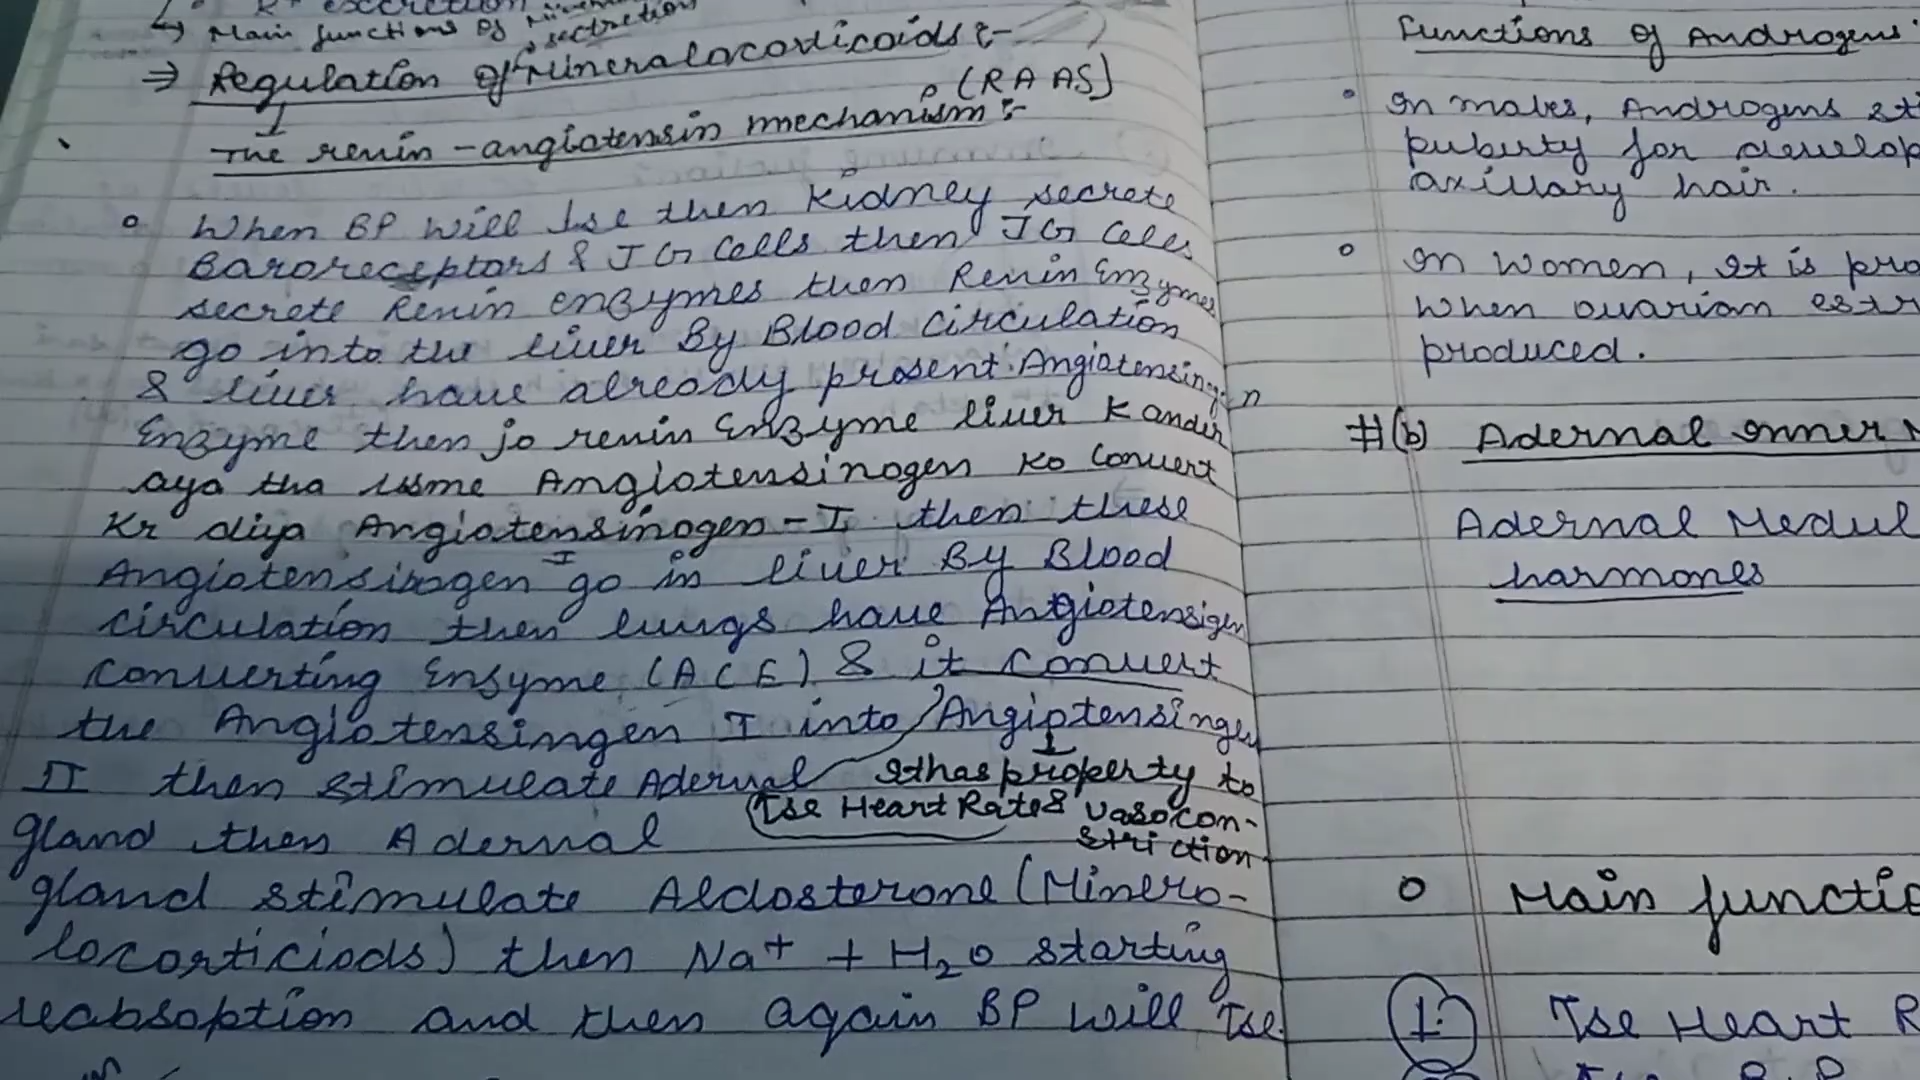 K+ excretion
↳ Main functions of
secretion
⇒ Regulation of Mineralocorticoids :-
(RAAS)
The renin-angiotensin mechanism :-
• When BP will ↓se then Kidney secrete
Baroreceptors & JG Cells then JG Cells
secrete Renin enzymes then Renin Enzymes
go into the liver By Blood circulation
& liver have already present Angiotensingen
Enzyme then jo renin Enzyme liver K ander
aya tha usme Angiotensinogen Ko Convert
Kr diya Angiotensinogen-I then these
Angiotensinogen I go in liver By Blood
circulation then lungs have Angiotensigen
Converting Ensyme (ACE) & it convert
the Angiotensingen I into Angiotensingen
II then stimulate Adernal
It has property to
↑se Heart Rate & vasocon-
striction
gland then Adernal
gland stimulate Aldosterone (Minero-
locorticiods) then Na+ + H2O starting
reabsoption and then again BP will ↑se
Functions of Androgens
• In males, Androgens
puberty for
axillary hair.
• In women, It is
When ovarian
produced.
#(b) Adernal Inner
Adernal
harmones
• Main
1. ↑se Heart